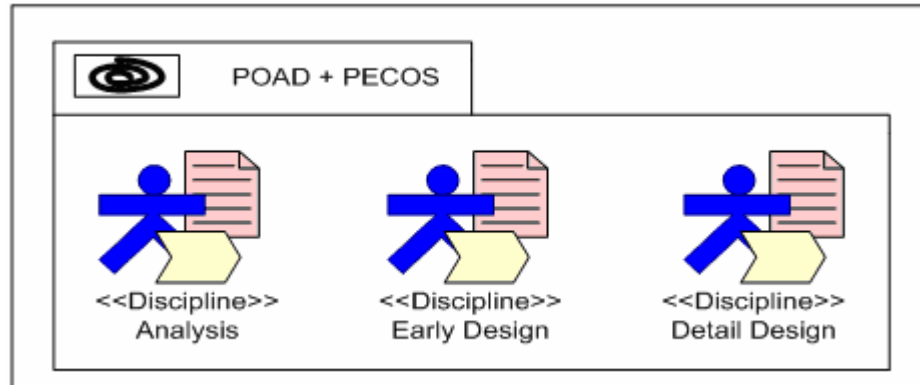 POAD + PECOS
<<Discipline>>
Analysis
<<Discipline>>
Early Design
<<Discipline>>
Detail Design